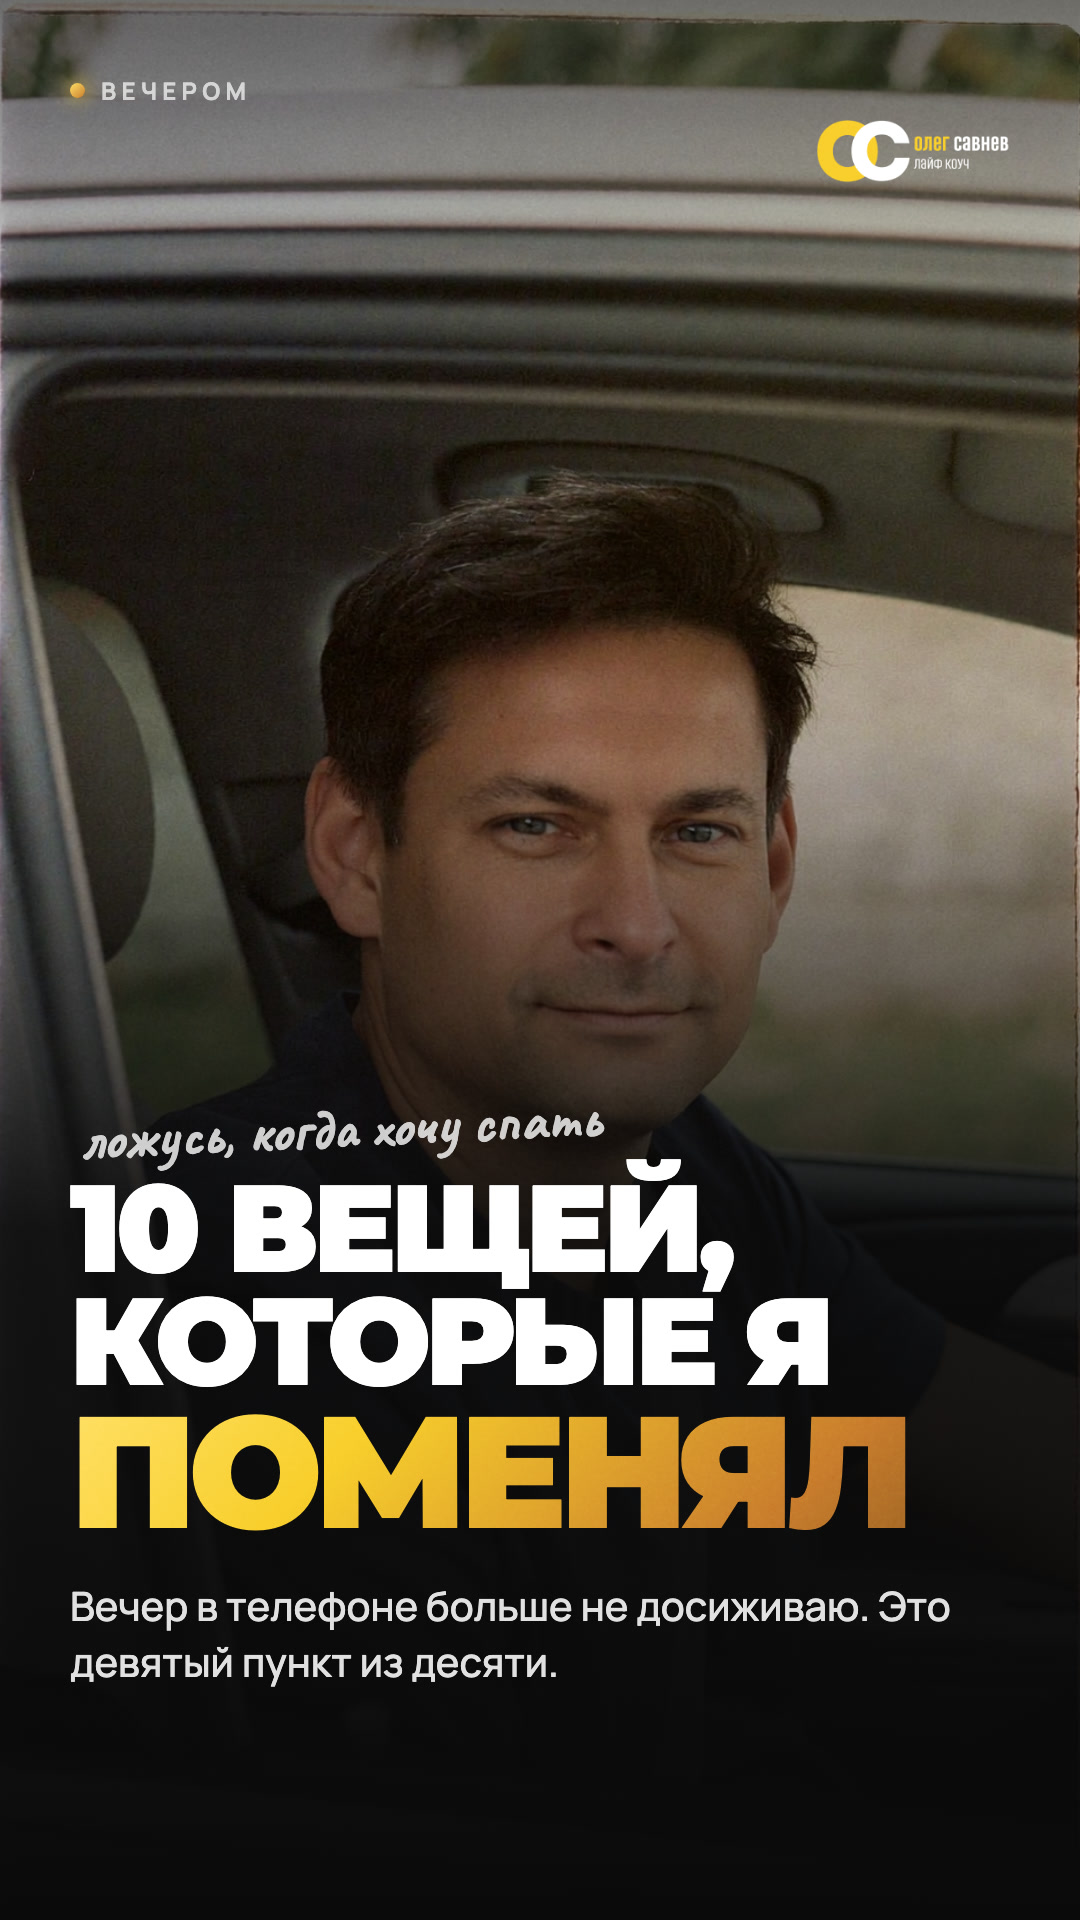 ВЕЧЕРОМ
олег савнев
лайф коуч
ложусь, когда хочу спать
10 ВЕЩЕЙ,
КОТОРЫЕ Я
ПОМЕНЯЛ
Вечер в телефоне больше не досиживаю. Это
девятый пункт из десяти.